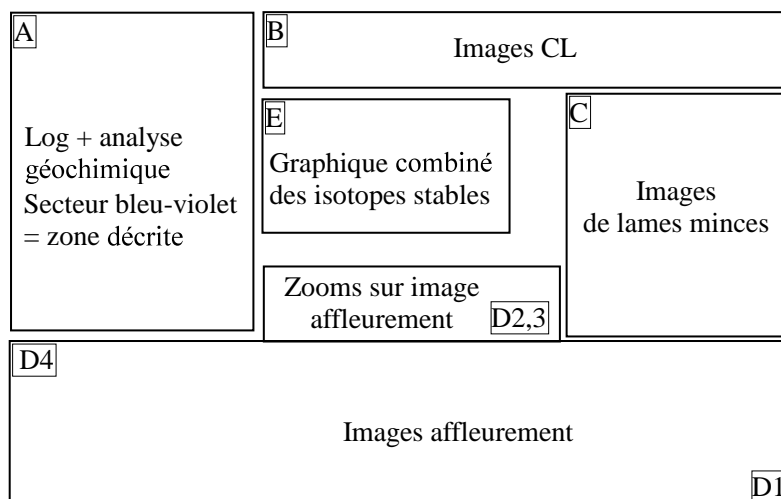 A
Log + analyse
géochimique
Secteur bleu-violet
= zone décrite
B
Images CL
E
Graphique combiné
des isotopes stables
C
Images
de lames minces
Zooms sur image
affleurement
D2,3
D4
Images affleurement
D1